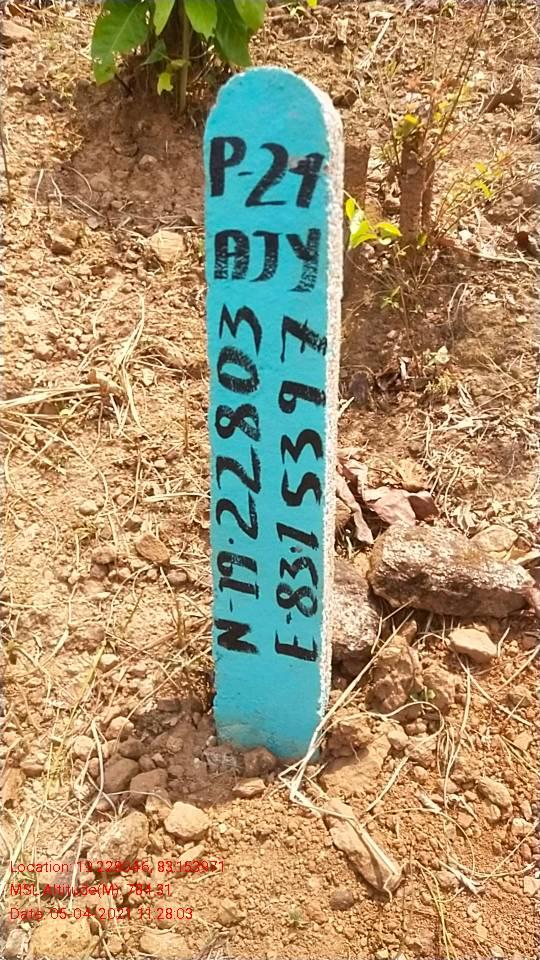 P-24
AJY
N-19.22803
E-83.15397
Location: 19.228046, 83.153971
MSL Altitude(M): 784.31
Date: 05-04-2021 11:28:03